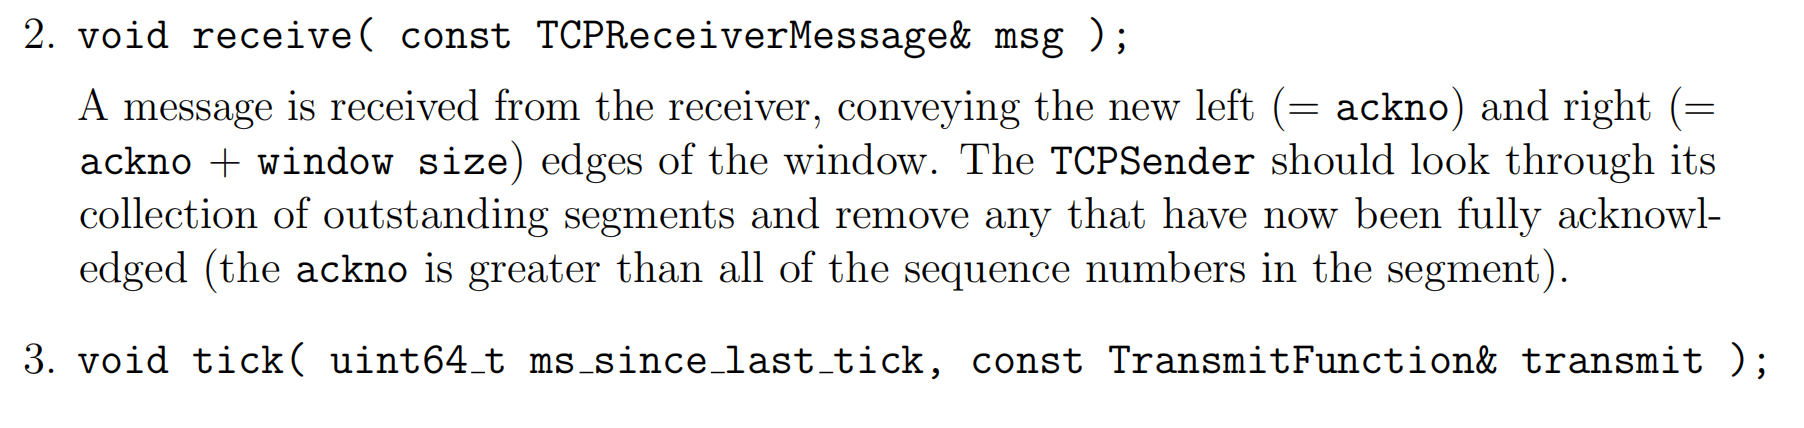 2. void receive( const TCPReceiverMessage& msg );
A message is received from the receiver, conveying the new left (= ackno) and right (=
ackno + window size) edges of the window. The TCPSender should look through its
collection of outstanding segments and remove any that have now been fully acknowl-
edged (the ackno is greater than all of the sequence numbers in the segment).
3. void tick( uint64_t ms_since_last_tick, const TransmitFunction& transmit );